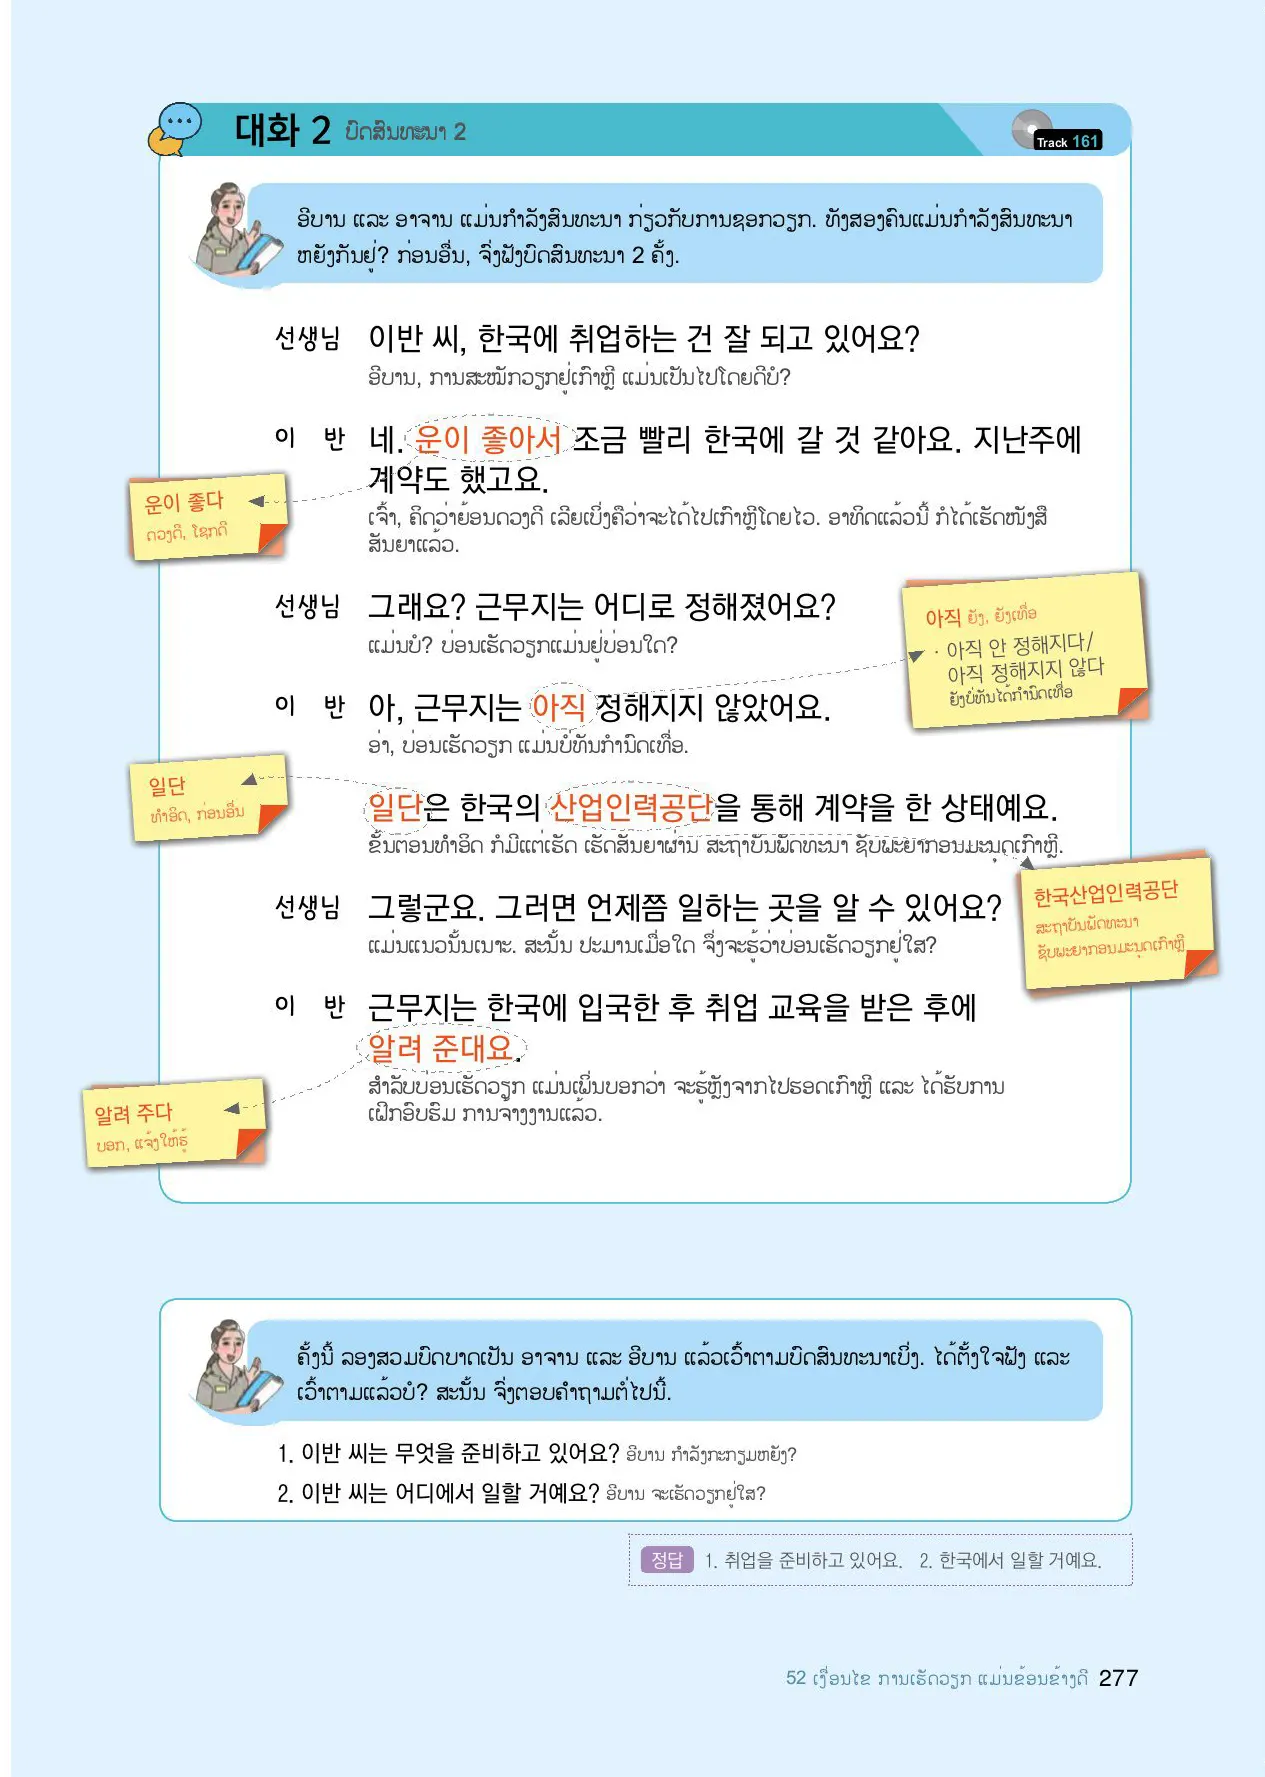 대화 2 ບົດສົນທະນາ 2
Track 161
ອີບານ ແລະ ອາຈານ ແມ່ນກຳລັງສົນທະນາ ກ່ຽວກັບການຊອກວຽກ. ທັງສອງຄົນແມ່ນກຳລັງສົນທະນາ
ຫຍັງກັນຢູ່? ກ່ອນອື່ນ, ຈົ່ງຟັງບົດສົນທະນາ 2 ຄັ້ງ.
선생님 이반 씨, 한국에 취업하는 건 잘 되고 있어요?
ອີບານ, ການສະໝັກວຽກຢູ່ເກົາຫຼີ ແມ່ນເປັນໄປໂດຍດີບໍ?
이 반 네. 운이 좋아서 조금 빨리 한국에 갈 것 같아요. 지난주에
계약도 했고요.
ເຈົ້າ, ຄິດວ່າຍ້ອນດວງດີ ເລີຍເບິ່ງຄືວ່າຈະໄດ້ໄປເກົາຫຼີໂດຍໄວ. ອາທິດແລ້ວນີ້ ກໍໄດ້ເຮັດໜັງສື
ສັນຍາແລ້ວ.
운이 좋다
ດວງດີ, ໂຊກດີ
선생님 그래요? 근무지는 어디로 정해졌어요?
ແມ່ນບໍ? ບ່ອນເຮັດວຽກແມ່ນຢູ່ບ່ອນໃດ?
아직 ຍັງ, ຍັງເທື່ອ
· 아직 안 정해지다/
아직 정해지지 않다
ຍັງບໍ່ທັນໄດ້ກຳນົດເທື່ອ
이 반 아, 근무지는 아직 정해지지 않았어요.
ອ່າ, ບ່ອນເຮັດວຽກ ແມ່ນບໍ່ທັນກຳນົດເທື່ອ.
일단
ທຳອິດ, ກ່ອນອື່ນ
일단은 한국의 산업인력공단을 통해 계약을 한 상태예요.
ຂັ້ນຕອນທຳອິດ ກໍມີແຕ່ເຮັດ ເຮັດສັນຍາຜ່ານ ສະຖາບັນພັດທະນາ ຊັບພະຍາກອນມະນຸດເກົາຫຼີ.
한국산업인력공단
ສະຖາບັນພັດທະນາ
ຊັບພະຍາກອນມະນຸດເກົາຫຼີ
선생님 그렇군요. 그러면 언제쯤 일하는 곳을 알 수 있어요?
ແມ່ນແນວນັ້ນເນາະ. ສະນັ້ນ ປະມານເມື່ອໃດ ຈຶ່ງຈະຮູ້ວ່າບ່ອນເຮັດວຽກຢູ່ໃສ?
이 반 근무지는 한국에 입국한 후 취업 교육을 받은 후에
알려 준대요.
ສຳລັບບ່ອນເຮັດວຽກ ແມ່ນເພິ່ນບອກວ່າ ຈະຮູ້ຫຼັງຈາກໄປຮອດເກົາຫຼີ ແລະ ໄດ້ຮັບການ
ເຝິກອົບຮົມ ການຈ້າງງານແລ້ວ.
알려 주다
ບອກ, ແຈ້ງໃຫ້ຮູ້
ຄັ້ງນີ້ ລອງສວມບົດບາດເປັນ ອາຈານ ແລະ ອີບານ ແລ້ວເວົ້າຕາມບົດສົນທະນາເບິ່ງ. ໄດ້ຕັ້ງໃຈຟັງ ແລະ
ເວົ້າຕາມແລ້ວບໍ? ສະນັ້ນ ຈົ່ງຕອບຄຳຖາມຕໍ່ໄປນີ້.
1. 이반 씨는 무엇을 준비하고 있어요? ອີບານ ກຳລັງກະກຽມຫຍັງ?
2. 이반 씨는 어디에서 일할 거예요? ອີບານ ຈະເຮັດວຽກຢູ່ໃສ?
정답 1. 취업을 준비하고 있어요. 2. 한국에서 일할 거예요.
52 ເງື່ອນໄຂ ການເຮັດວຽກ ແມ່ນຂ້ອນຂ້າງດີ 277